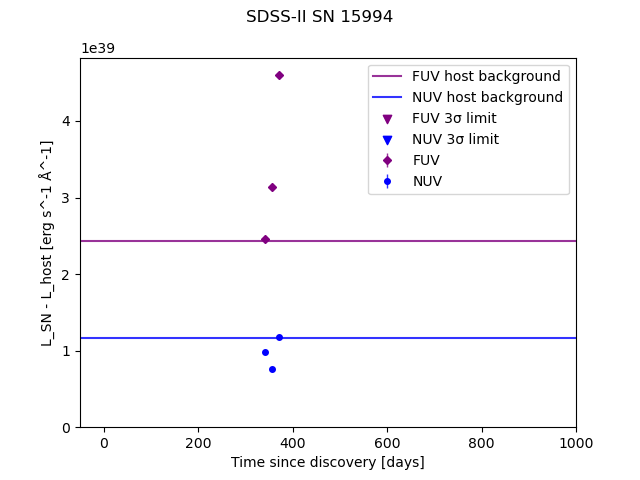 SDSS-II SN 15994
1e39
FUV host background
NUV host background
FUV 3σ limit
NUV 3σ limit
FUV
NUV
L_SN - L_host [erg s^-1 Å^-1]
4
3
2
1
0
0 200 400 600 800 1000
Time since discovery [days]